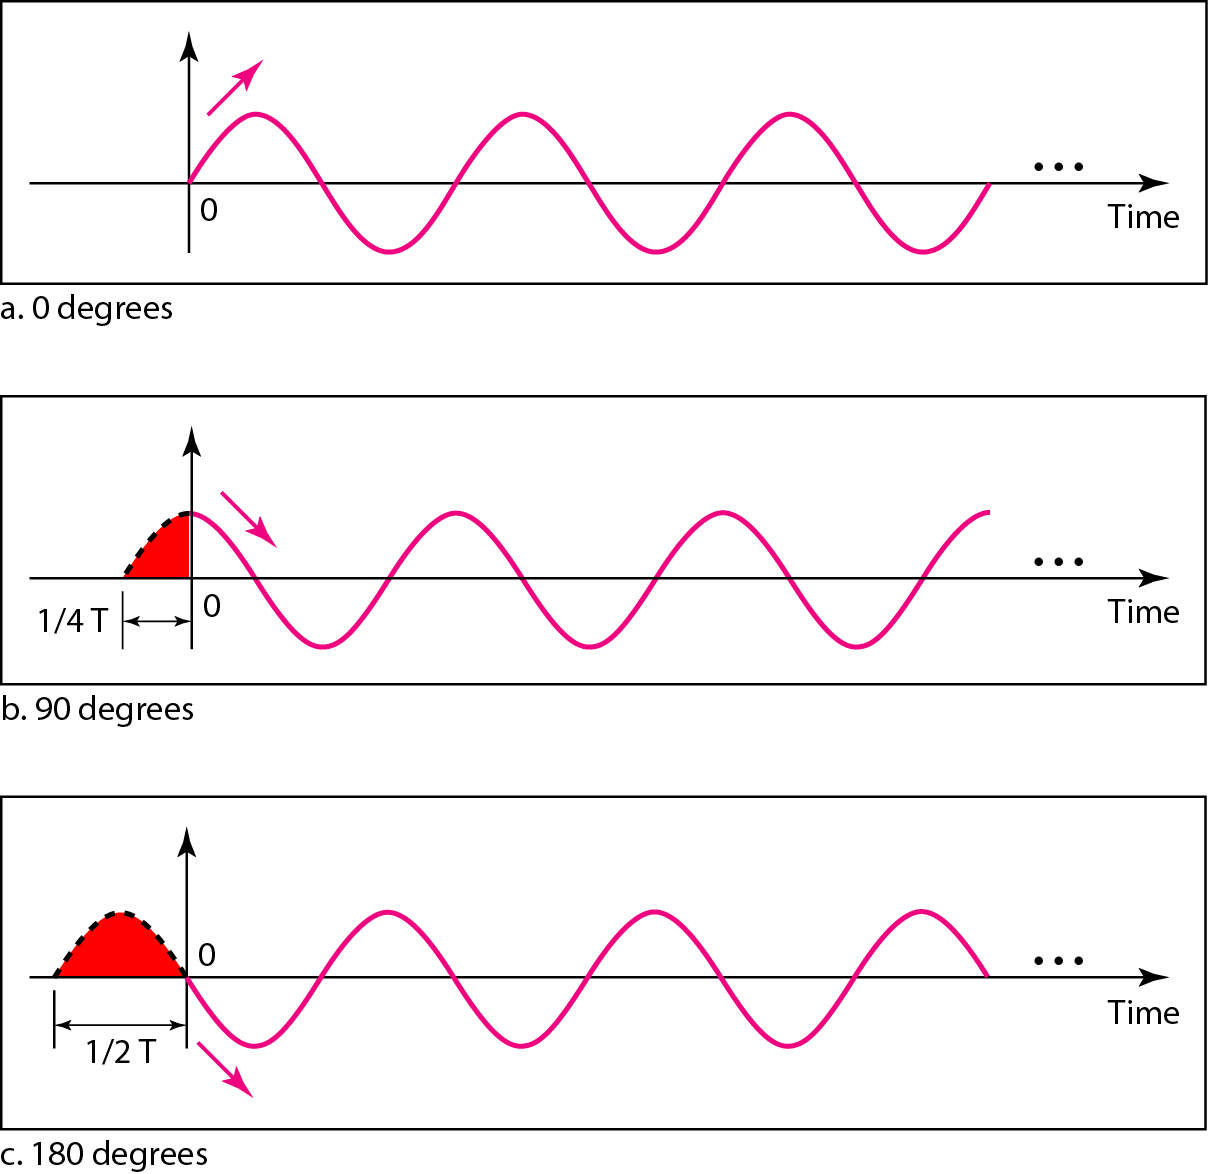 0
Time
a. 0 degrees
1/4 T
0
Time
b. 90 degrees
0
Time
1/2 T
c. 180 degrees